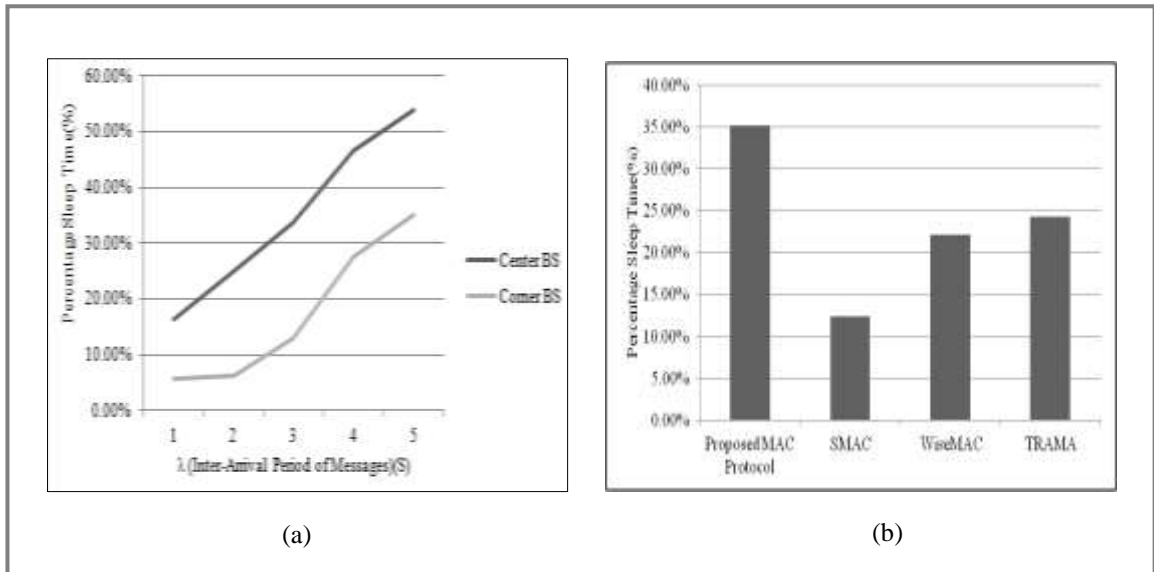 60.00%
50.00%
40.00%
30.00%
20.00%
10.00%
0.00%
Percentage Sleep Time(%)
1 2 3 4 5
λ (Inter-Arrival Period of Messages)(S)
Center BS
Corner BS
(a)
40.00%
35.00%
30.00%
25.00%
20.00%
15.00%
10.00%
5.00%
0.00%
Percentage Sleep Time(%)
Proposed MAC SMAC WiseMAC TRAMA
Protocol
(b)